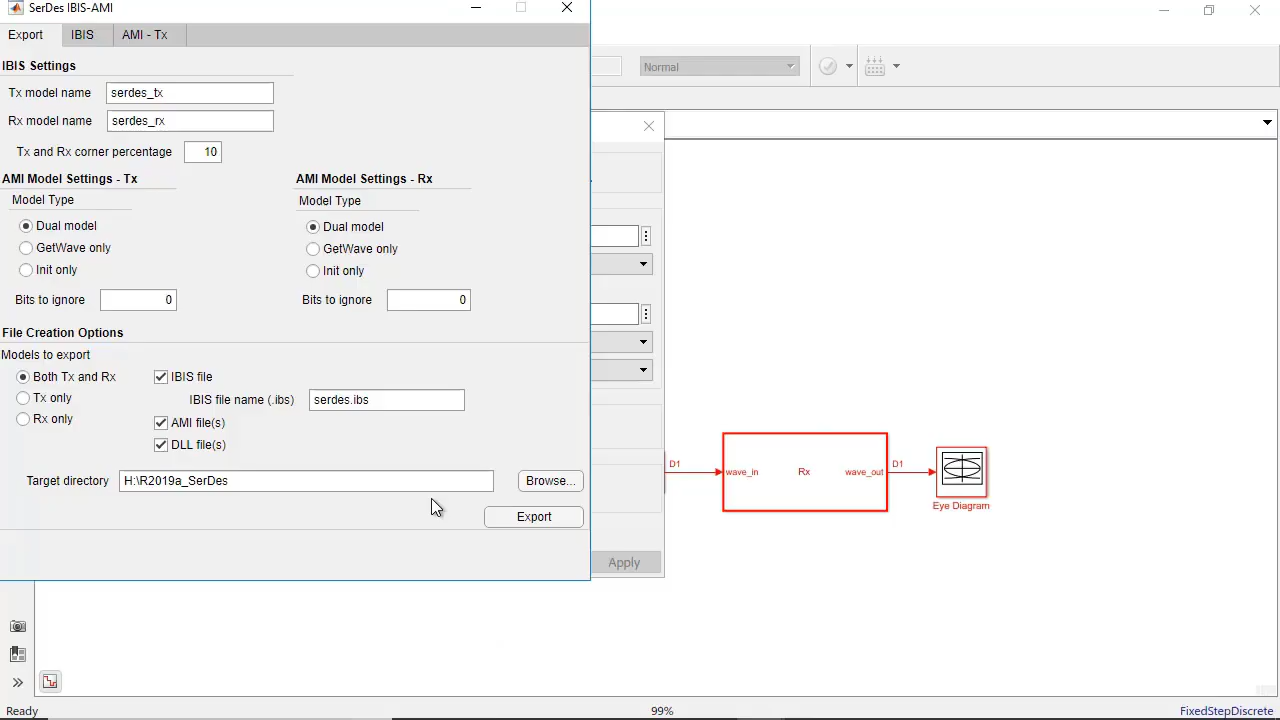 SerDes IBIS-AMI
Export IBIS AMI - Tx
IBIS Settings
Tx model name serdes_tx
Rx model name serdes_rx
Tx and Rx corner percentage 10
AMI Model Settings - Tx
Model Type
Dual model
GetWave only
Init only
Bits to ignore 0
AMI Model Settings - Rx
Model Type
Dual model
GetWave only
Init only
Bits to ignore 0
File Creation Options
Models to export
Both Tx and Rx
Tx only
Rx only
IBIS file
IBIS file name (.ibs) serdes.ibs
AMI file(s)
DLL file(s)
Target directory H:\R2019a_SerDes Browse...
Export
Normal
Apply
D1
wave_in Rx wave_out
D1
Eye Diagram
Ready 99% FixedStepDiscrete